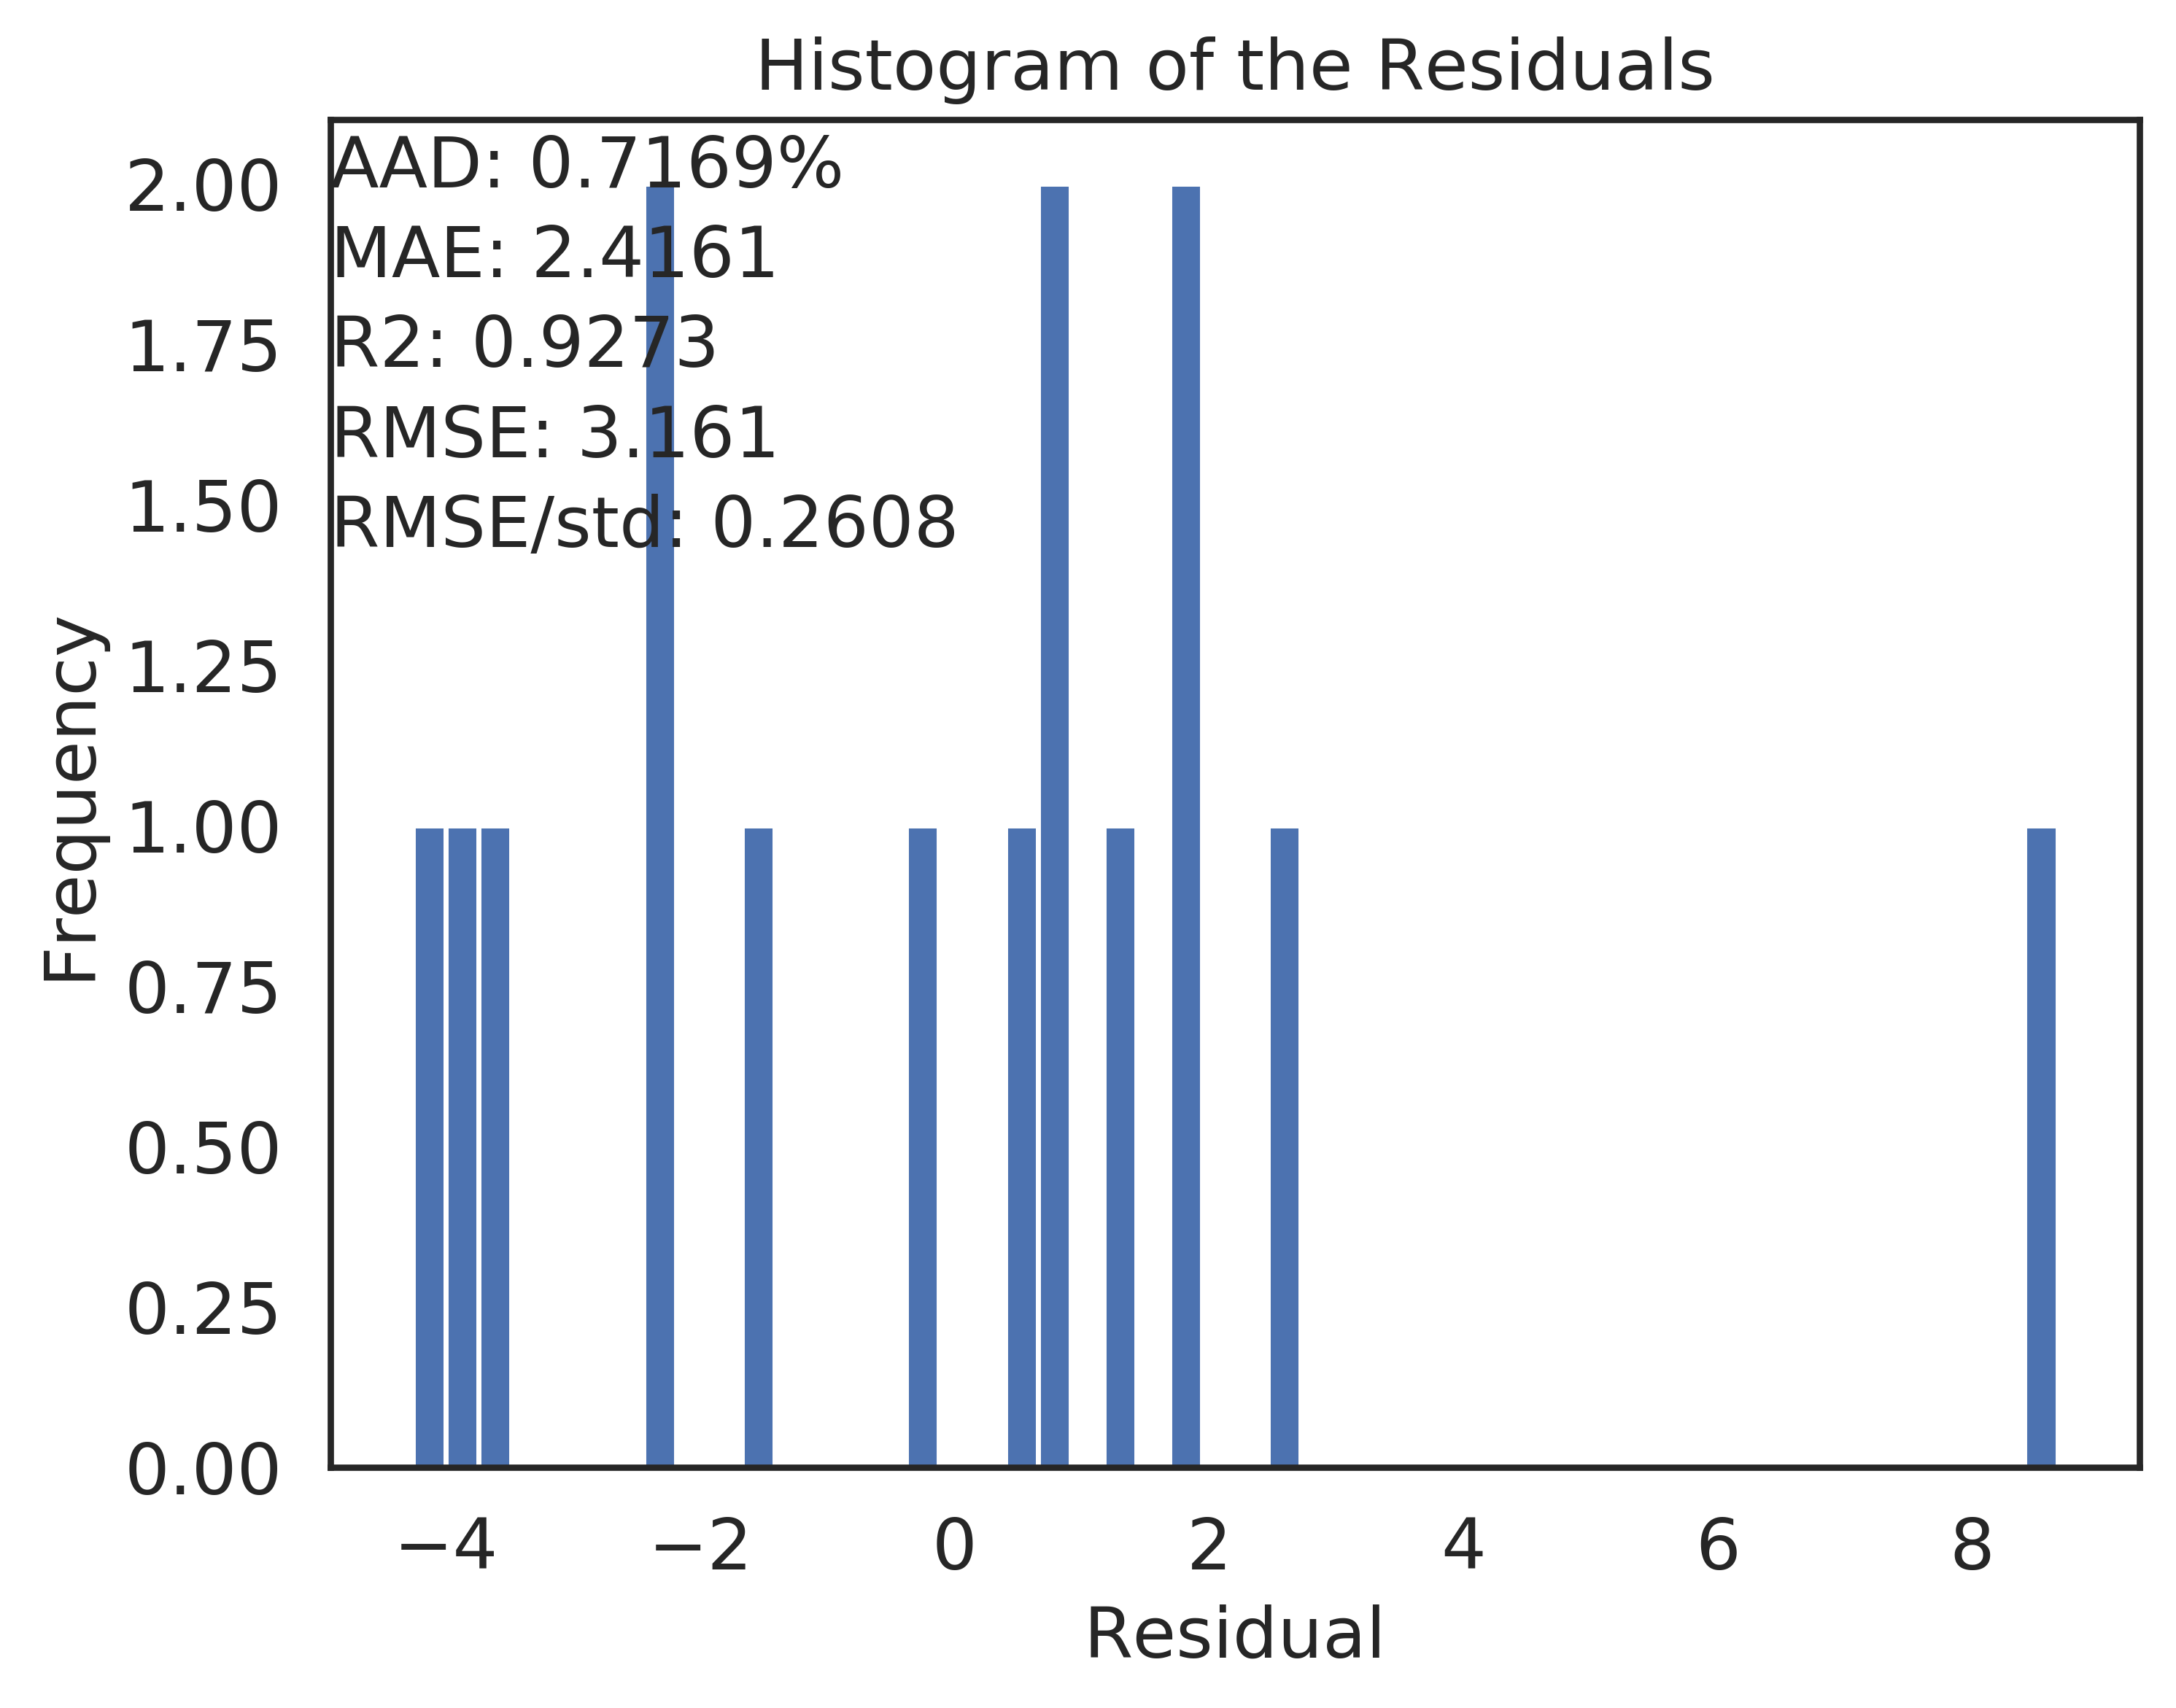 Histogram of the Residuals
AAD: 0.7169%
MAE: 2.4161
R2: 0.9273
RMSE: 3.161
RMSE/std: 0.2608
Frequency
2.00
1.75
1.50
1.25
1.00
0.75
0.50
0.25
0.00
−4 −2 0 2 4 6 8
Residual